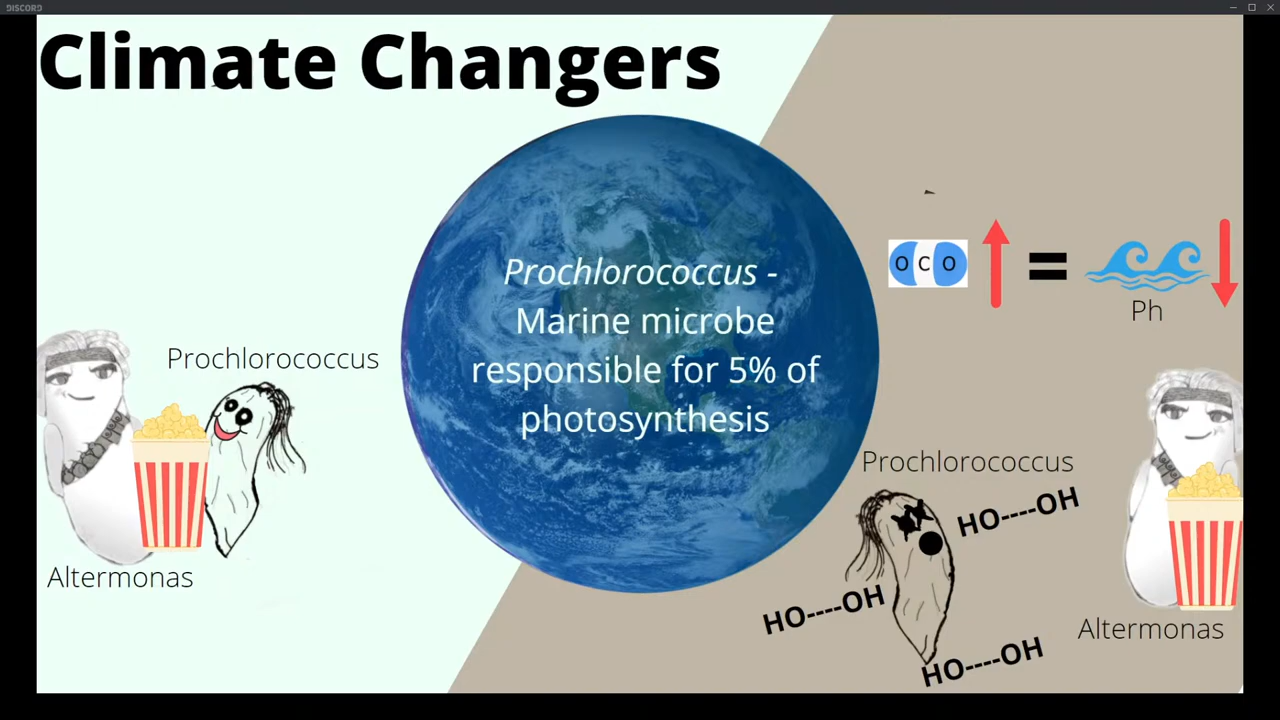 DISCORD
Climate Changers
Prochlorococcus -
Marine microbe
responsible for 5% of
photosynthesis
Prochlorococcus
Altermonas
O C O
=
Ph
Prochlorococcus
HO----OH
HO----OH
HO----OH
Altermonas